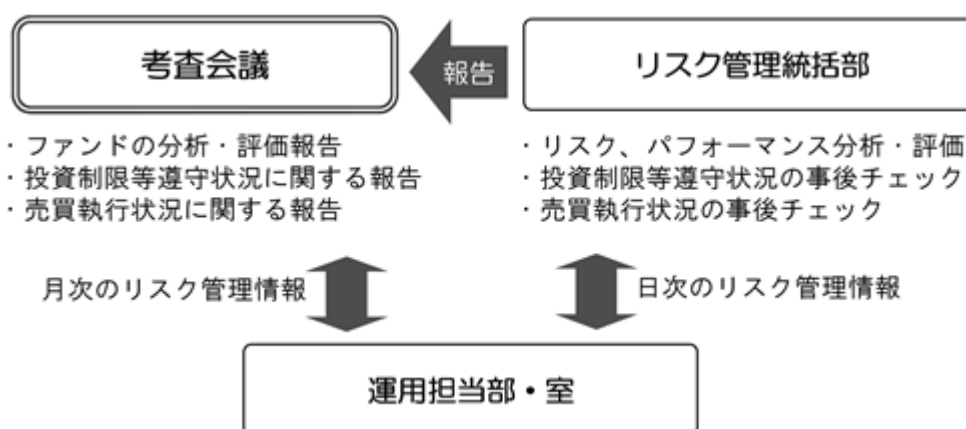 考査会議
報告
リスク管理統括部
・ファンドの分析・評価報告
・投資制限等遵守状況に関する報告
・売買執行状況に関する報告
・リスク、パフォーマンス分析・評価
・投資制限等遵守状況の事後チェック
・売買執行状況の事後チェック
月次のリスク管理情報
日次のリスク管理情報
運用担当部・室